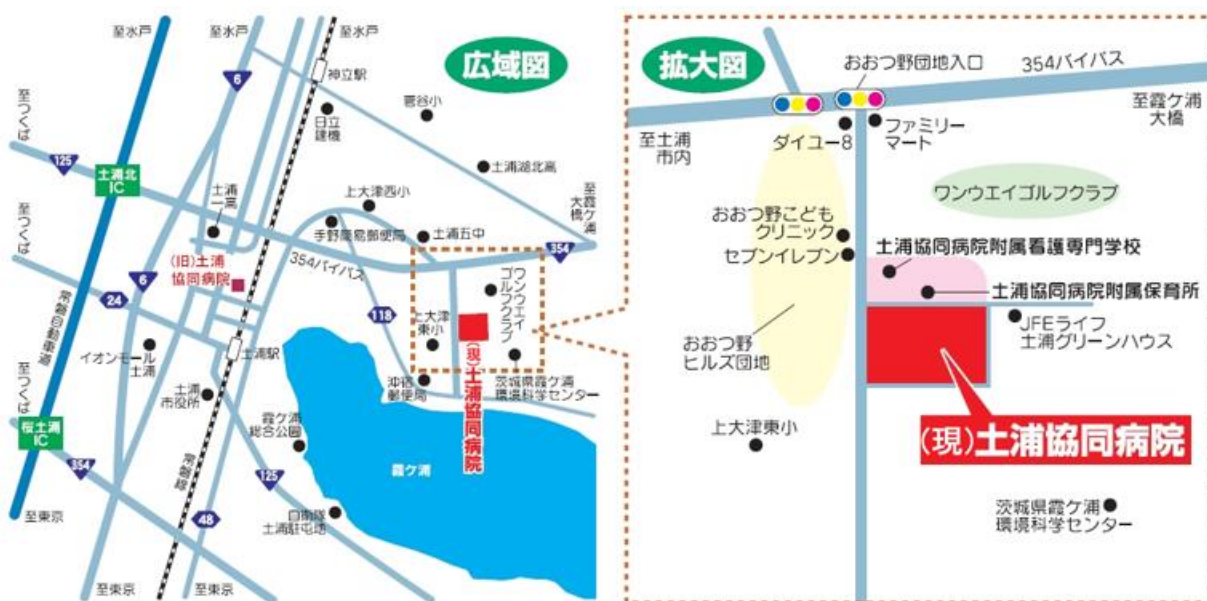 広域図
至水戸
至水戸
至水戸
6
神立駅
至つくば
日立
建機
菅谷小
125
土浦北
IC
土浦
一高
土浦湖北高
上大津西小
至霞ケ浦
大橋
至つくば
(旧)土浦
協同病院
手野簡易郵便局
土浦五中
354バイパス
354
6
24
118
ワンウエイ
ゴルフクラブ
上大津
東小
イオンモール
土浦
土浦駅
(現)土浦協同病院
常磐自動車道
至つくば
土浦
市役所
沖宿
郵便局
茨城県霞ケ浦
環境科学センター
桜土浦
IC
霞ケ浦
総合公園
霞ケ浦
354
常磐線
125
至東京
48
自衛隊
土浦駐屯地
至東京
至東京
拡大図
おおつ野団地入口
354バイパス
至土浦
市内
ダイユー8
ファミリー
マート
至霞ケ浦
大橋
ワンウエイゴルフクラブ
おおつ野こども
クリニック
セブンイレブン
土浦協同病院附属看護専門学校
土浦協同病院附属保育所
おおつ野
ヒルズ団地
JFEライフ
土浦グリーンハウス
上大津東小
(現)土浦協同病院
茨城県霞ケ浦
環境科学センター